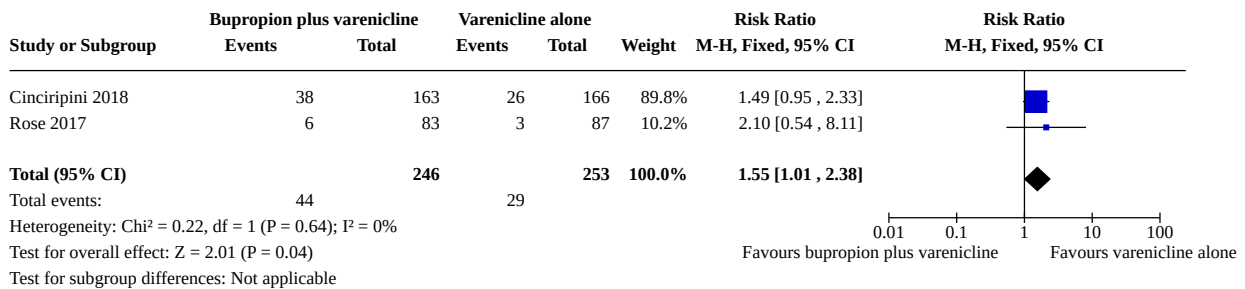 Bupropion plus varenicline Varenicline alone Risk Ratio Risk Ratio
Study or Subgroup Events Total Events Total Weight M-H, Fixed, 95% CI M-H, Fixed, 95% CI
Cinciripini 2018 38 163 26 166 89.8% 1.49 [0.95 , 2.33]
Rose 2017 6 83 3 87 10.2% 2.10 [0.54 , 8.11]
Total (95% CI) 246 253 100.0% 1.55 [1.01 , 2.38]
Total events: 44 29
Heterogeneity: Chi² = 0.22, df = 1 (P = 0.64); I² = 0%
0.01 0.1 1 10 100
Test for overall effect: Z = 2.01 (P = 0.04) Favours bupropion plus varenicline Favours varenicline alone
Test for subgroup differences: Not applicable